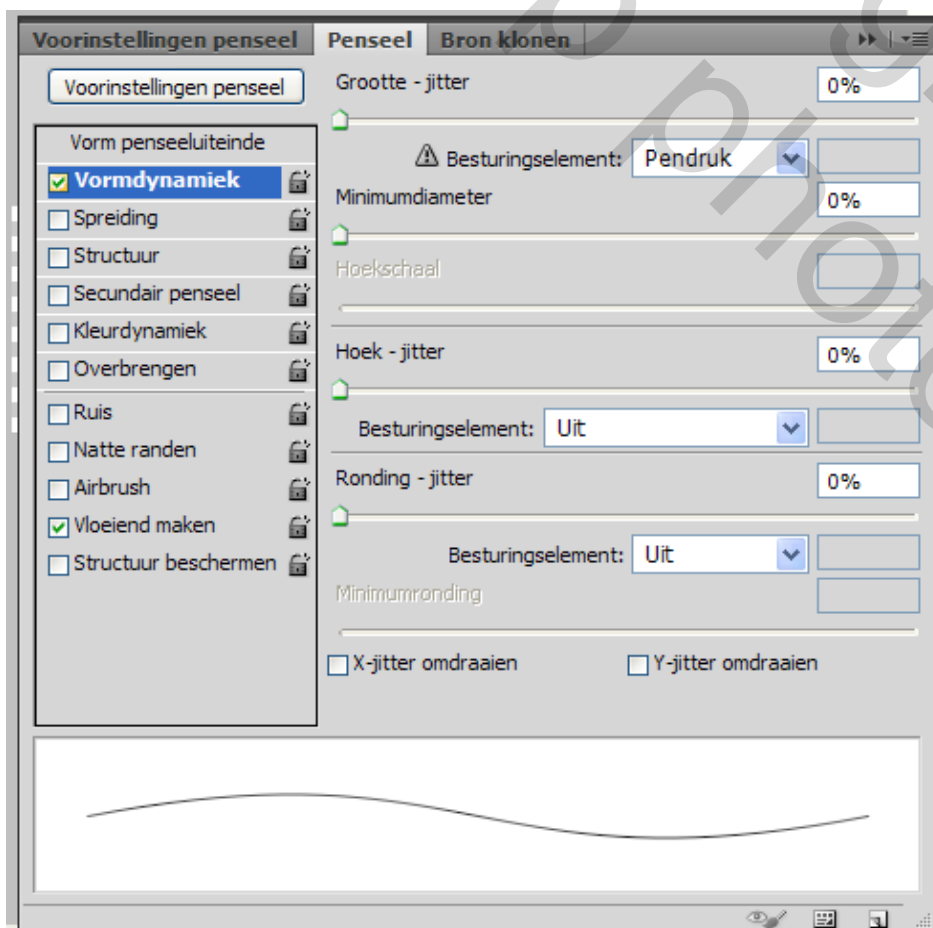 Voorinstellingen penseel Penseel Bron klonen
Voorinstellingen penseel
Vorm penseeluiteinde
Vormdynamiek
Spreiding
Structuur
Secundair penseel
Kleurdynamiek
Overbrengen
Ruis
Natte randen
Airbrush
Vloeiend maken
Structuur beschermen
Grootte - jitter 0%
Besturingselement: Pendruk
Minimumdiameter 0%
Hoekschaal
Hoek - jitter 0%
Besturingselement: Uit
Ronding - jitter 0%
Besturingselement: Uit
Minimumronding
X-jitter omdraaien Y-jitter omdraaien